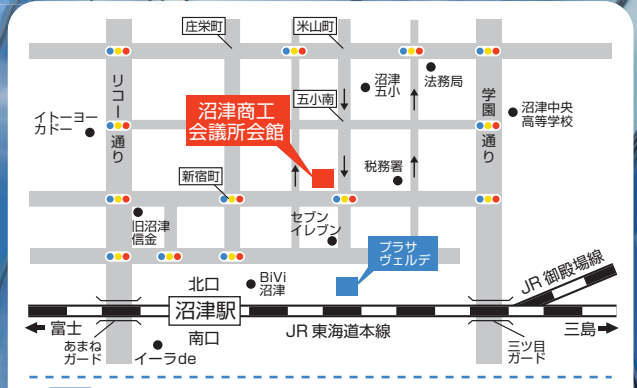 庄栄町
米山町
リコー通り
イトーヨー
カドー
沼津商工
会議所会館
五小南
沼津
五小
法務局
学園通り
沼津中央
高等学校
新宿町
税務署
旧沼津
信金
セブン
イレブン
プラサ
ヴェルデ
北口
BiVi
沼津
JR御殿場線
沼津駅
富士
南口
JR東海道本線
三島
あまね
ガード
イーラde
三ツ目
ガード